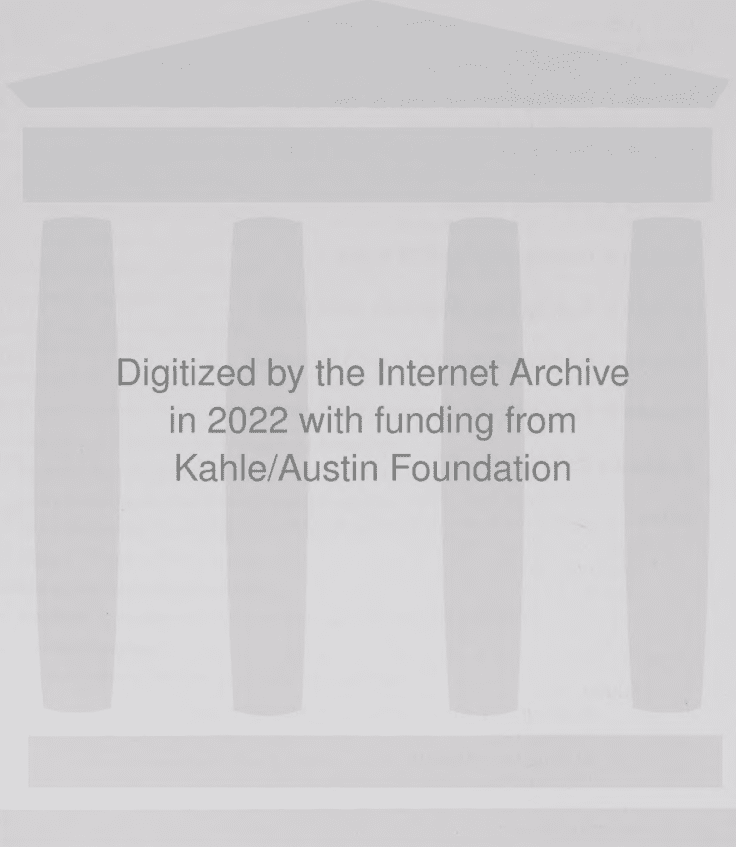 Digitized by the Internet Archive
in 2022 with funding from
Kahle/Austin Foundation